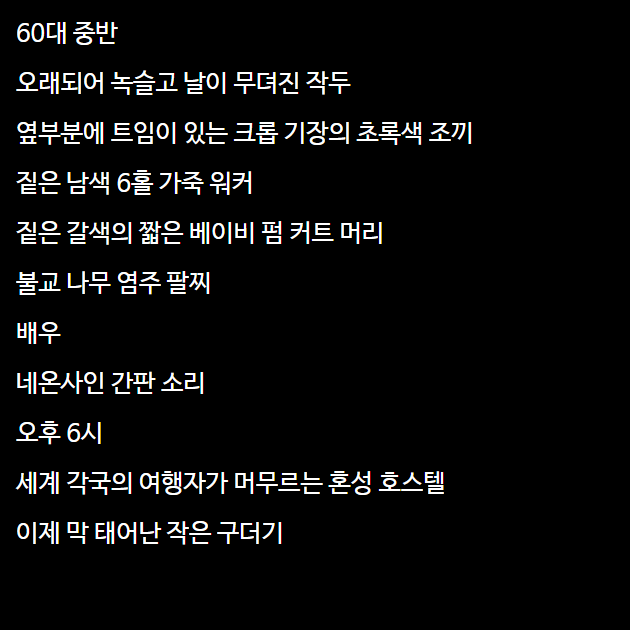 60대 중반
오래되어 녹슬고 날이 무뎌진 작두
옆부분에 트임이 있는 크롭 기장의 초록색 조끼
짙은 남색 6홀 가죽 워커
짙은 갈색의 짧은 베이비 펌 커트 머리
불교 나무 염주 팔찌
배우
네온사인 간판 소리
오후 6시
세계 각국의 여행자가 머무르는 혼성 호스텔
이제 막 태어난 작은 구더기